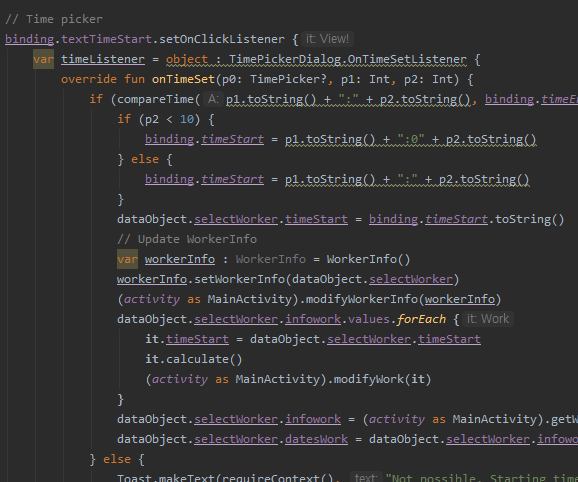 // Time picker
binding.textTimeStart.setOnClickListener { it: View!
var timeListener = object : TimePickerDialog.OnTimeSetListener {
override fun onTimeSet(p0: TimePicker?, p1: Int, p2: Int) {
if (compareTime( A: p1.toString() + ":" + p2.toString(), binding.timeE
if (p2 < 10) {
binding.timeStart = p1.toString() + ":0" + p2.toString()
} else {
binding.timeStart = p1.toString() + ":" + p2.toString()
}
dataObject.selectWorker.timeStart = binding.timeStart.toString()
// Update WorkerInfo
var workerInfo : WorkerInfo = WorkerInfo()
workerInfo.setWorkerInfo(dataObject.selectWorker)
(activity as MainActivity).modifyWorkerInfo(workerInfo)
dataObject.selectWorker.infowork.values.forEach { it: Work
it.timeStart = dataObject.selectWorker.timeStart
it.calculate()
(activity as MainActivity).modifyWork(it)
}
dataObject.selectWorker.infowork = (activity as MainActivity).getW
dataObject.selectWorker.datesWork = dataObject.selectWorker.infowo
} else {
Toast.makeText(requireContext(), text: "Not possible. Starting time